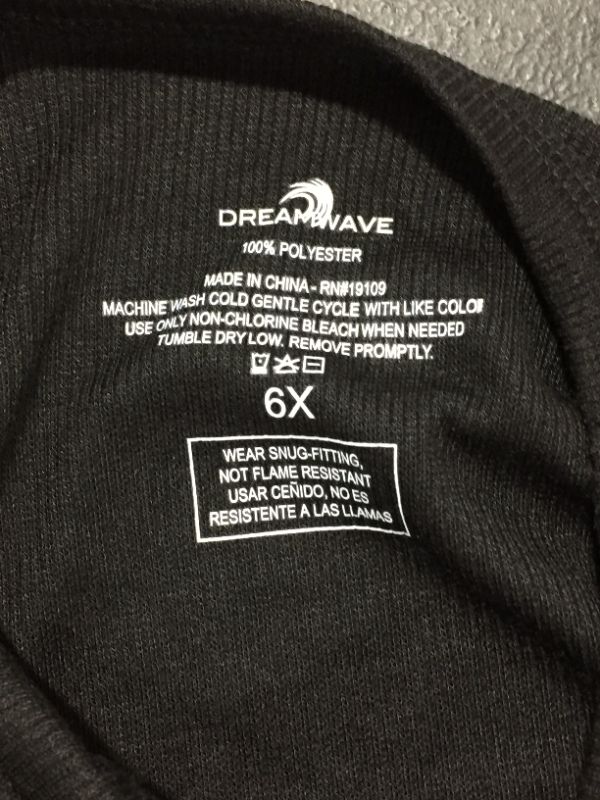 DREAMWAVE
100% POLYESTER
MADE IN CHINA - RN#19109
MACHINE WASH COLD GENTLE CYCLE WITH LIKE COLOR
USE ONLY NON-CHLORINE BLEACH WHEN NEEDED
TUMBLE DRY LOW. REMOVE PROMPTLY.
6X
WEAR SNUG-FITTING,
NOT FLAME RESISTANT
USAR CEÑIDO, NO ES
RESISTENTE A LAS LLAMAS